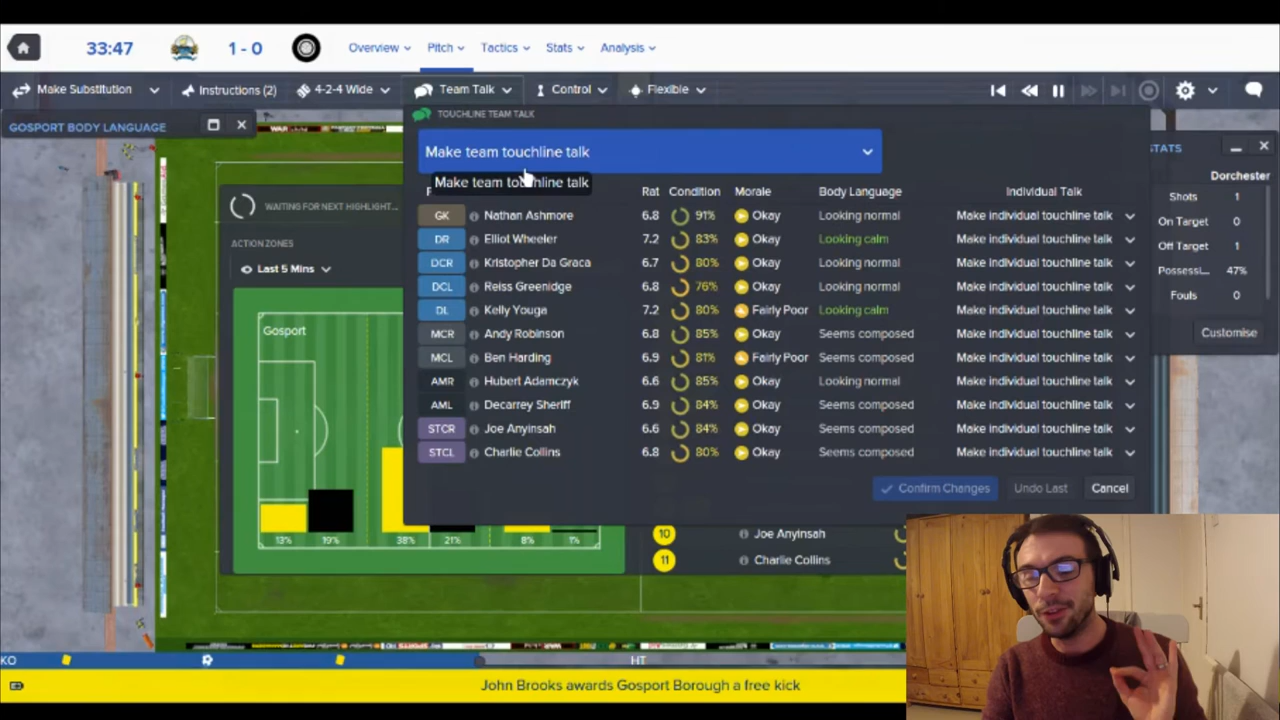 33:47 1 - 0 Overview Pitch Tactics Stats Analysis
Make Substitution Instructions (2) 4-2-4 Wide Team Talk Control Flexible
GOSPORT BODY LANGUAGE
TOUCHLINE TEAM TALK
Make team touchline talk
Make team touchline talk
STATS
Dorchester
Shots 1
On Target 0
Off Target 1
Possessi... 47%
Fouls 0
Customise
WAITING FOR NEXT HIGHLIGHT...
ACTION ZONES
Last 5 Mins
Gosport
13% 19% 38% 21% 8% 1%
Rat Condition Morale Body Language Individual Talk
GK Nathan Ashmore 6.8 91% Okay Looking normal Make individual touchline talk
DR Elliot Wheeler 7.2 83% Okay Looking calm Make individual touchline talk
DCR Kristopher Da Graca 6.7 80% Okay Looking normal Make individual touchline talk
DCL Reiss Greenidge 6.8 76% Okay Looking normal Make individual touchline talk
DL Kelly Youga 7.2 80% Fairly Poor Looking calm Make individual touchline talk
MCR Andy Robinson 6.8 85% Okay Seems composed Make individual touchline talk
MCL Ben Harding 6.9 81% Fairly Poor Seems composed Make individual touchline talk
AMR Hubert Adamczyk 6.6 85% Okay Looking normal Make individual touchline talk
AML Decarrey Sheriff 6.9 84% Okay Seems composed Make individual touchline talk
STCR Joe Anyinsah 6.6 84% Okay Seems composed Make individual touchline talk
STCL Charlie Collins 6.8 80% Okay Seems composed Make individual touchline talk
Confirm Changes Undo Last Cancel
10 Joe Anyinsah
11 Charlie Collins
KO HT
John Brooks awards Gosport Borough a free kick